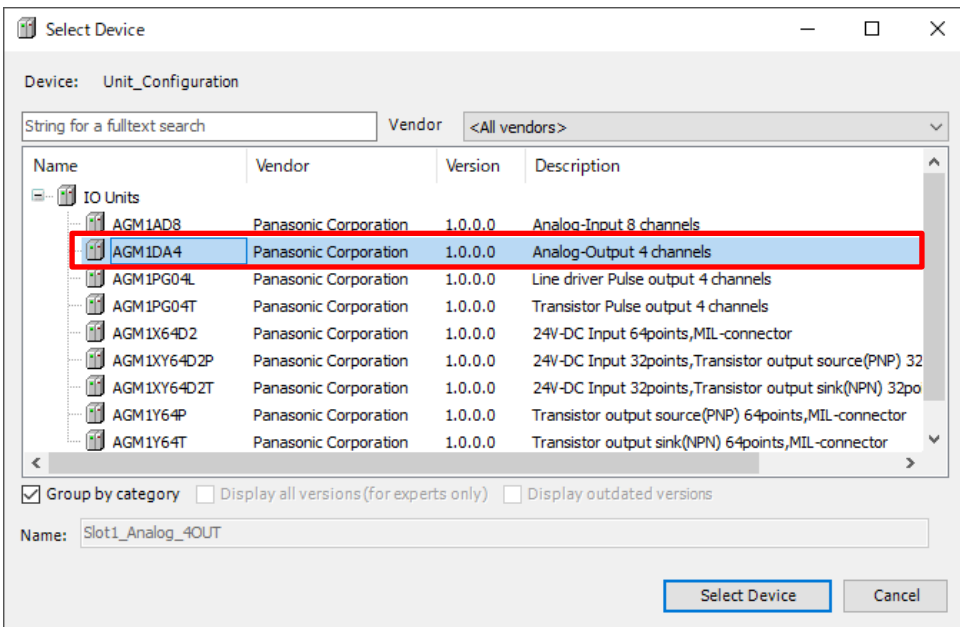 Select Device
Device: Unit_Configuration
String for a fulltext search Vendor <All vendors>
Name Vendor Version Description
IO Units
AGM1AD8 Panasonic Corporation 1.0.0.0 Analog-Input 8 channels
AGM1DA4 Panasonic Corporation 1.0.0.0 Analog-Output 4 channels
AGM1PG04L Panasonic Corporation 1.0.0.0 Line driver Pulse output 4 channels
AGM1PG04T Panasonic Corporation 1.0.0.0 Transistor Pulse output 4 channels
AGM1X64D2 Panasonic Corporation 1.0.0.0 24V-DC Input 64points,MIL-connector
AGM1XY64D2P Panasonic Corporation 1.0.0.0 24V-DC Input 32points,Transistor output source(PNP) 32
AGM1XY64D2T Panasonic Corporation 1.0.0.0 24V-DC Input 32points,Transistor output sink(NPN) 32po
AGM1Y64P Panasonic Corporation 1.0.0.0 Transistor output source(PNP) 64points,MIL-connector
AGM1Y64T Panasonic Corporation 1.0.0.0 Transistor output sink(NPN) 64points,MIL-connector
Group by category Display all versions (for experts only) Display outdated versions
Name: Slot1_Analog_4OUT
Select Device Cancel